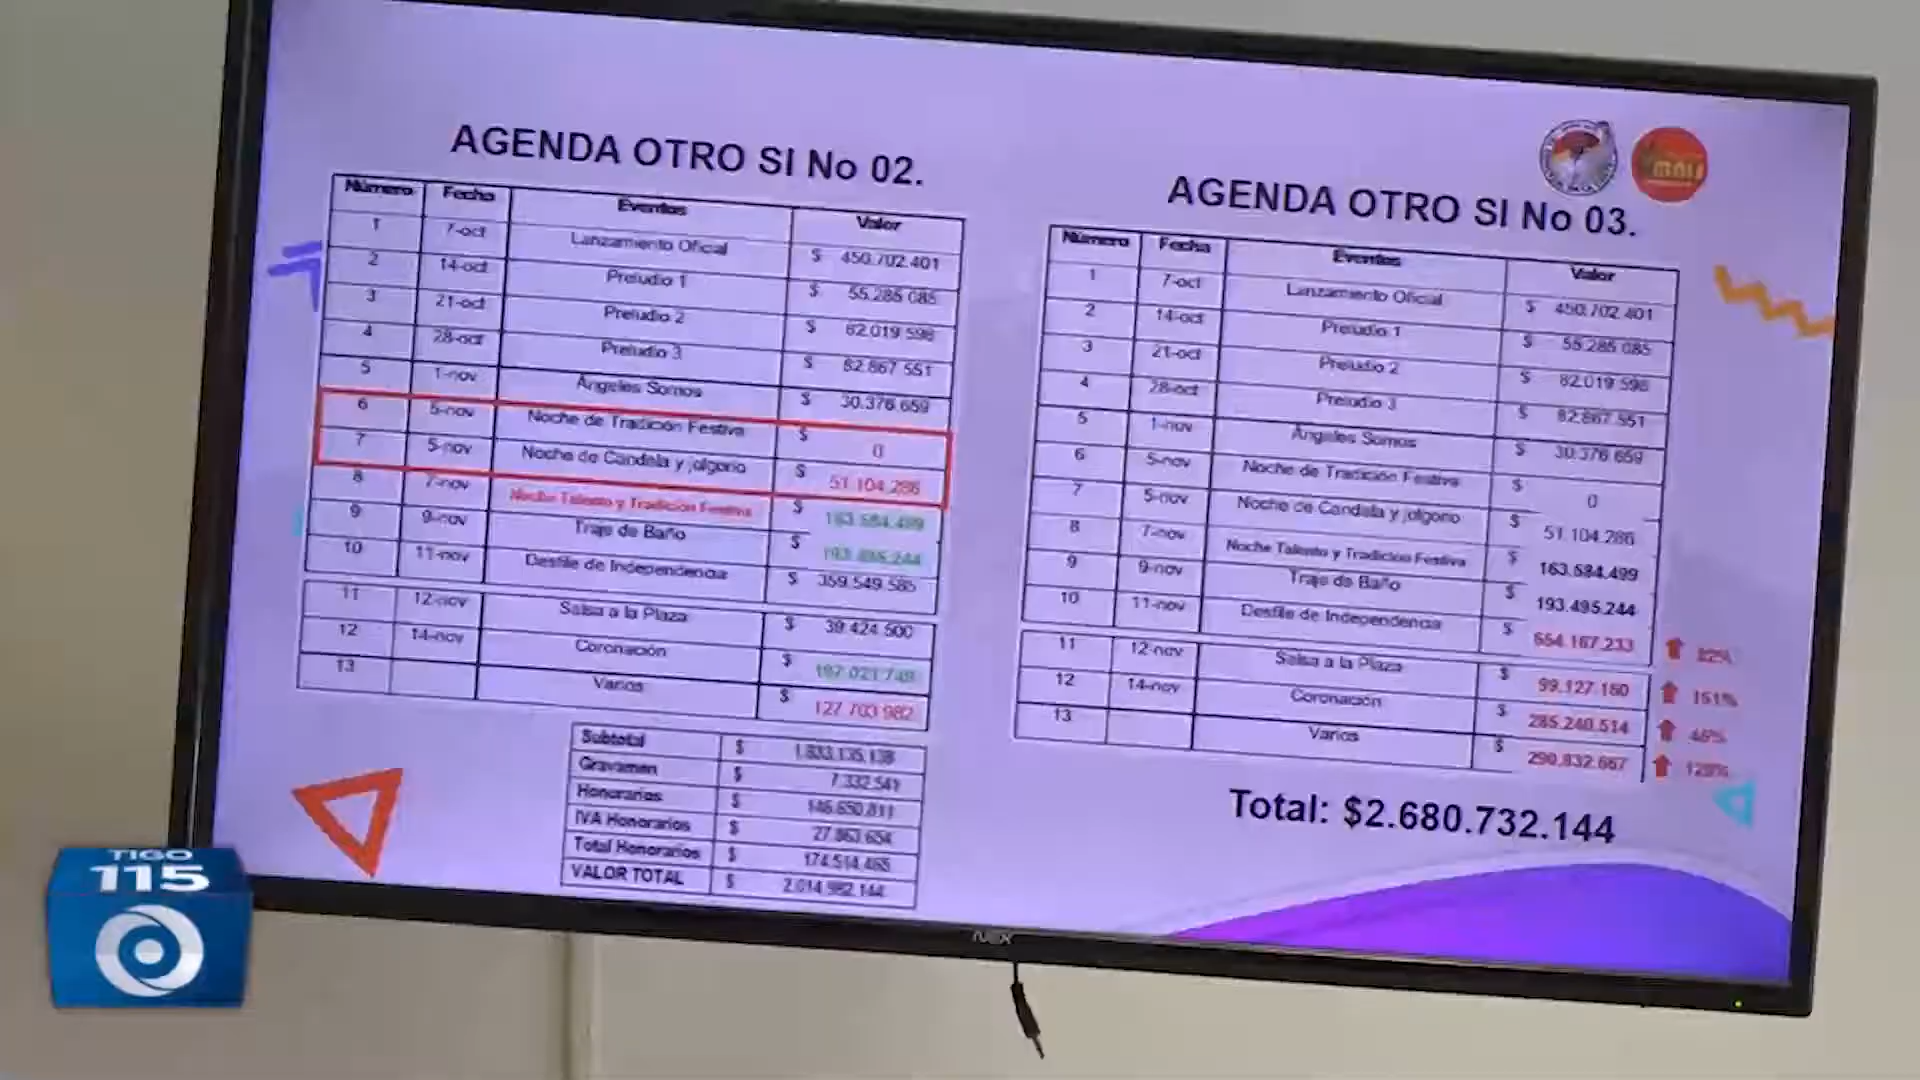 AGENDA OTRO SI No 02.
Número Fecha Eventos Valor
1 7-oct Lanzamiento Oficial $ 450.702.401
2 14-oct Preludio 1 $ 55.285.085
3 21-oct Preludio 2 $ 82.019.598
4 28-oct Preludio 3 $ 82.867.551
5 1-nov Ángeles Somos $ 30.376.659
6 5-nov Noche de Tradición Festiva $ 0
7 5-nov Noche de Candela y jolgorio $ 51.104.286
8 7-nov Noche Talento y Tradición Festiva $ 163.584.499
9 9-nov Traje de Baño $ 193.495.244
10 11-nov Desfile de Independencia $ 359.549.585
11 12-nov Salsa a la Plaza $ 39.424.500
12 14-nov Coronación $
13 Varios $ 127.703.982
Subtotal $ 1.833.135.138
Gravamen $ 7.332.541
Honorarios $ 146.650.811
IVA Honorarios $ 27.863.654
Total Honorarios $ 174.514.465
VALOR TOTAL $ 2.014.982.144
AGENDA OTRO SI No 03.
Número Fecha Eventos Valor
1 7-oct Lanzamiento Oficial $ 450.702.401
2 14-oct Preludio 1 $ 55.285.085
3 21-oct Preludio 2 $ 82.019.598
4 28-oct Preludio 3 $ 82.867.551
5 1-nov Ángeles Somos $ 30.376.659
6 5-nov Noche de Tradición Festiva $ 0
7 5-nov Noche de Candela y jolgorio $ 51.104.286
8 7-nov Noche Talento y Tradición Festiva $ 163.584.499
9 9-nov Traje de Baño $ 193.495.244
10 11-nov Desfile de Independencia $ 654.167.233 82%
11 12-nov Salsa a la Plaza $ 99.127.180 151%
12 14-nov Coronación $ 285.240.514
13 Varios $ 290.832.667
Total: $2.680.732.144
TIGO
115